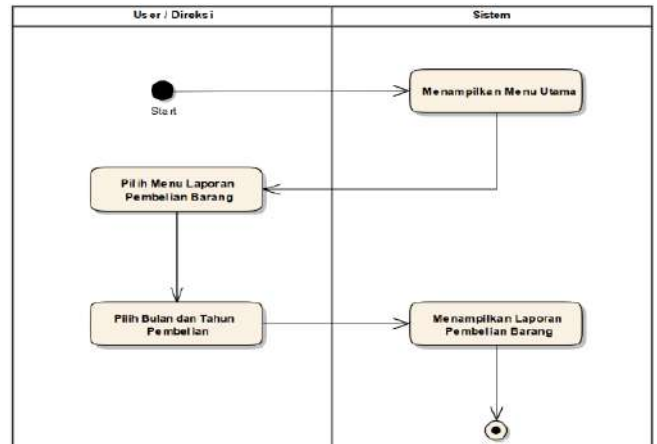 User / Direksi
Sistem
Start
Menampilkan Menu Utama
Pilih Menu Laporan
Pembelian Barang
Pilih Bulan dan Tahun
Pembelian
Menampilkan Laporan
Pembelian Barang